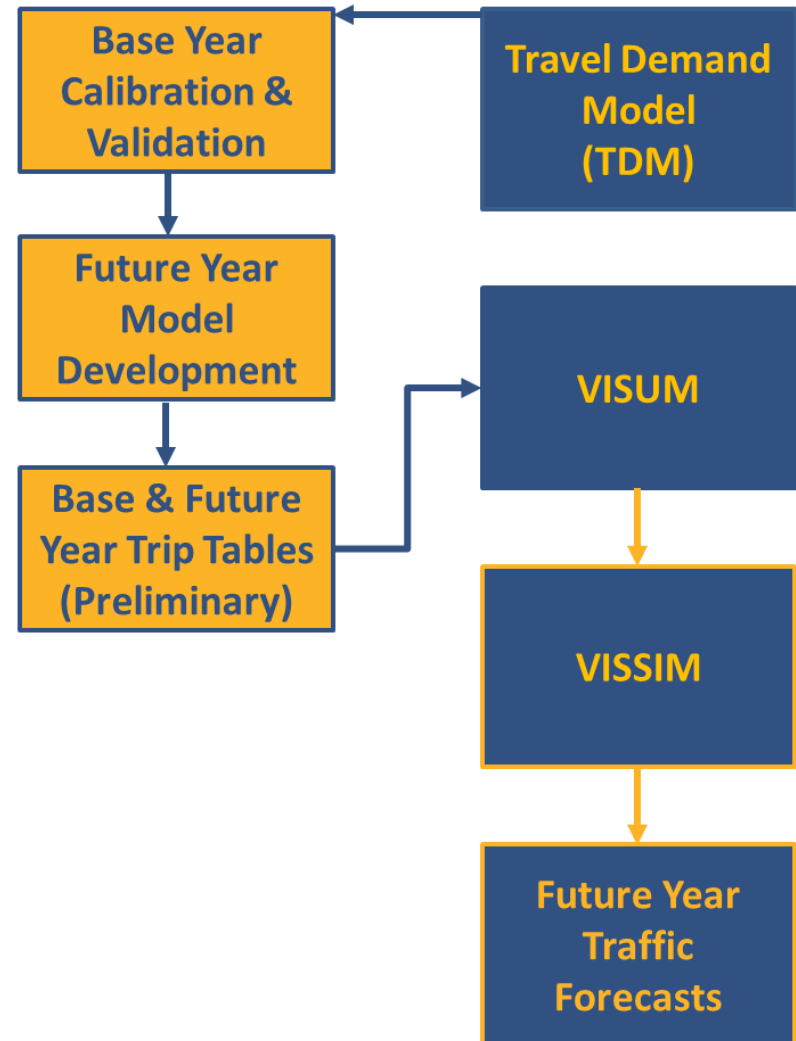 Base Year
Calibration &
Validation
Travel Demand
Model
(TDM)
Future Year
Model
Development
VISUM
Base & Future
Year Trip Tables
(Preliminary)
VISSIM
Future Year
Traffic
Forecasts